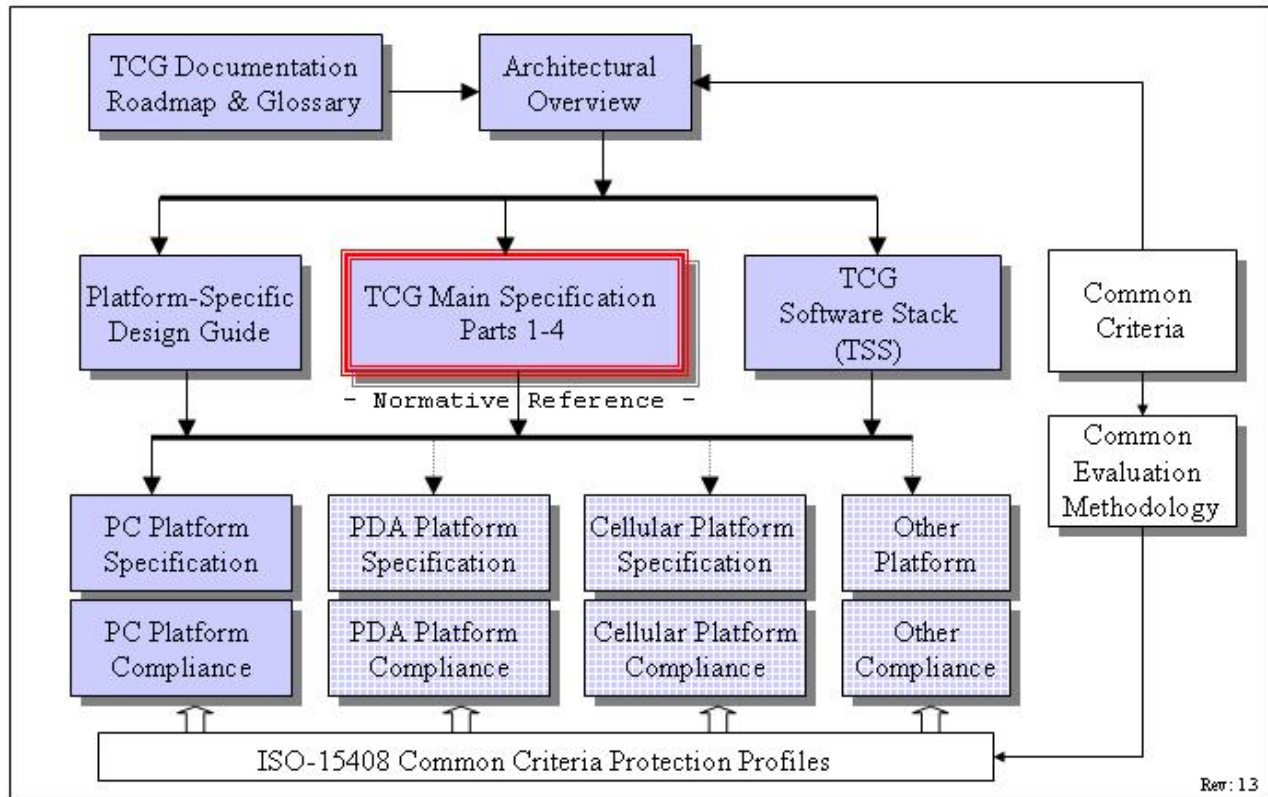 TCG Documentation
Roadmap & Glossary
Architectural
Overview
Platform-Specific
Design Guide
TCG Main Specification
Parts 1-4
- Normative Reference -
TCG
Software Stack
(TSS)
Common
Criteria
Common
Evaluation
Methodology
PC Platform
Specification
PDA Platform
Specification
Cellular Platform
Specification
Other
Platform
PC Platform
Compliance
PDA Platform
Compliance
Cellular Platform
Compliance
Other
Compliance
ISO-15408 Common Criteria Protection Profiles
Rev: 1.3